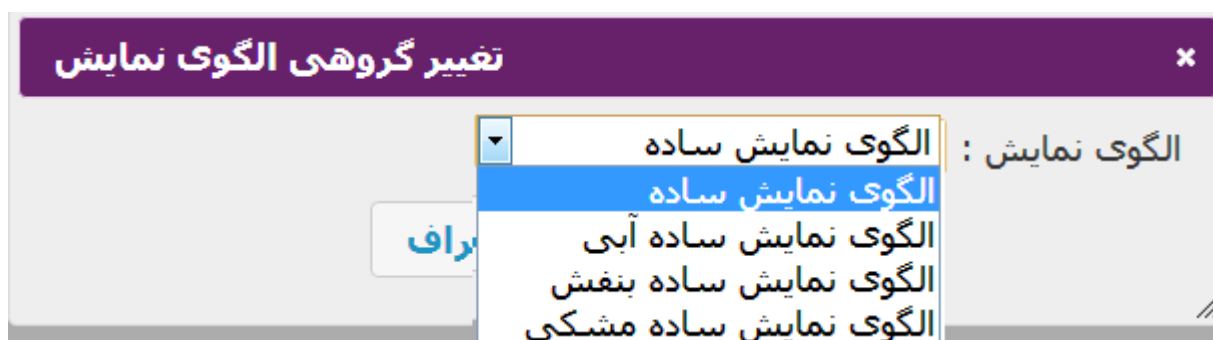 تغییر گروهی الگوی نمایش
الگوی نمایش :
الگوی نمایش ساده
الگوی نمایش ساده
الگوی نمایش ساده آبی
الگوی نمایش ساده بنفش
الگوی نمایش ساده مشکی